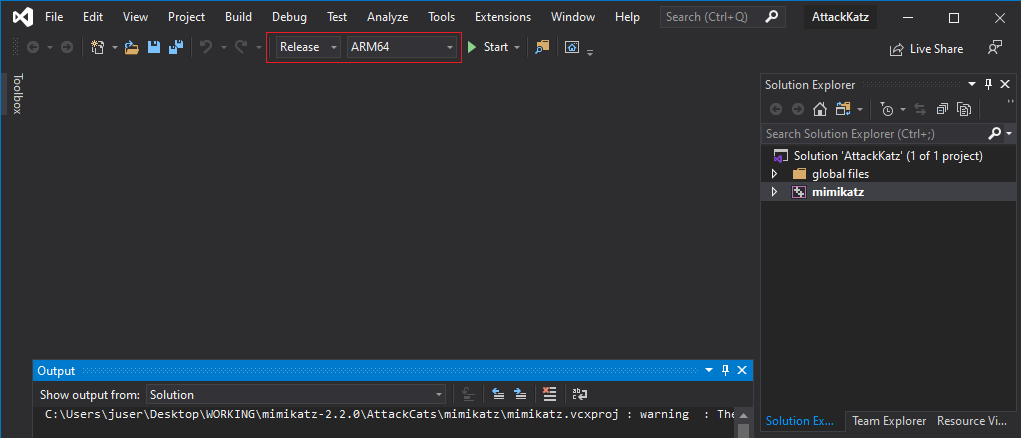 File Edit View Project Build Debug Test Analyze Tools Extensions Window Help Search (Ctrl+Q) AttackKatz
Release ARM64 Start Live Share
Toolbox
Solution Explorer
Search Solution Explorer (Ctrl+;)
Solution 'AttackKatz' (1 of 1 project)
global files
mimikatz
Output
Show output from: Solution
C:\Users\juser\Desktop\WORKING\mimikatz-2.2.0\AttackCats\mimikatz\mimikatz.vcxproj : warning : The
Solution Ex... Team Explorer Resource Vi...